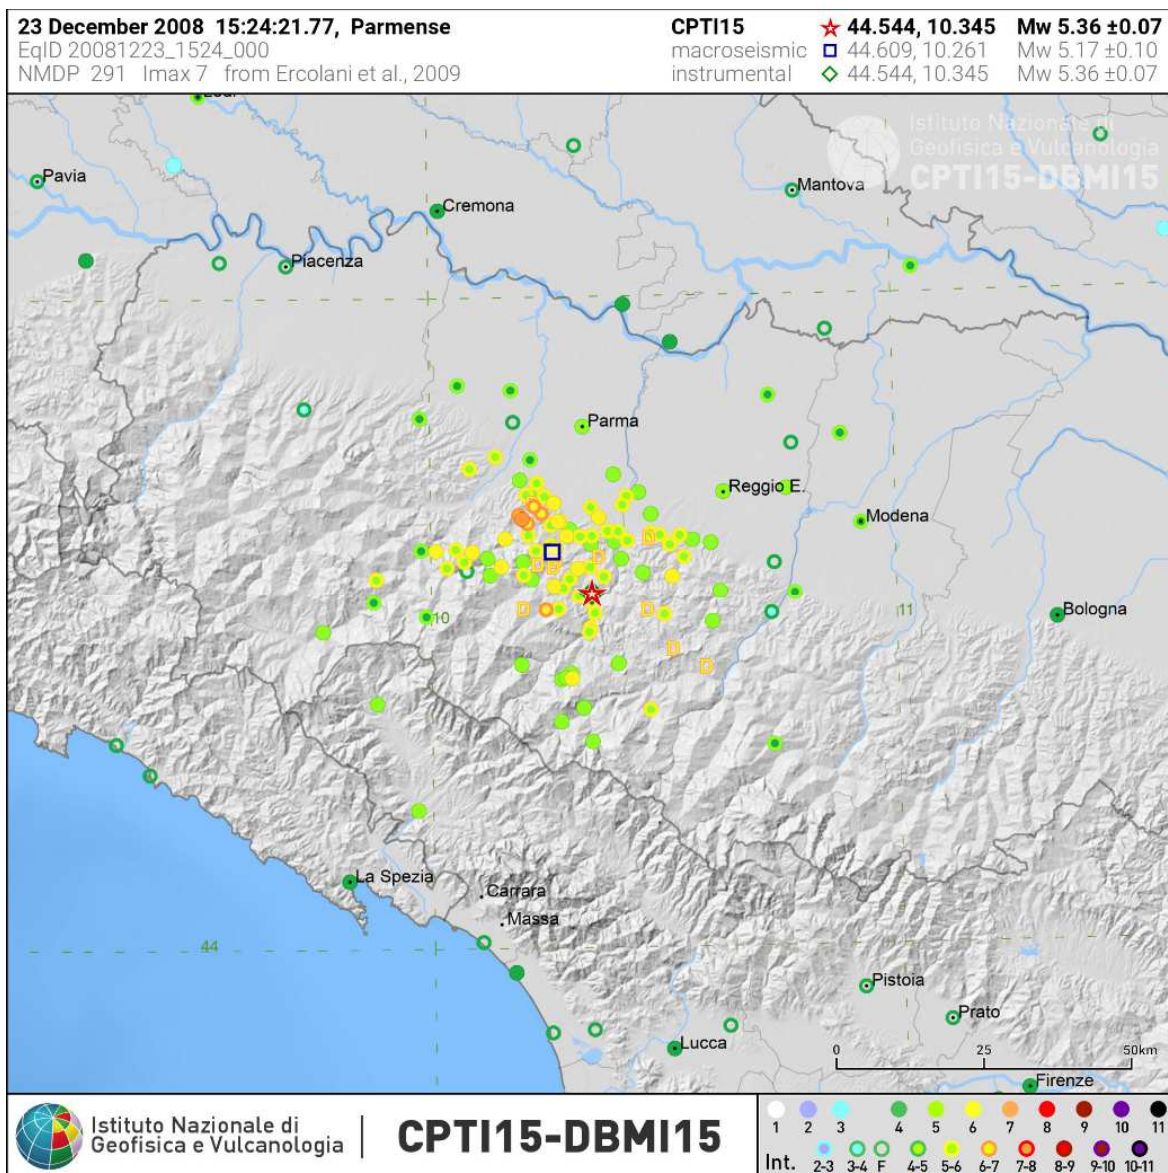 23 December 2008 15:24:21.77, Parmense
EqID 20081223_1524_000
NMDP 291 Imax 7 from Ercolani et al., 2009
CPTI15 44.544, 10.345 Mw 5.36 ±0.07
macroseismic 44.609, 10.261 Mw 5.17 ±0.10
instrumental 44.544, 10.345 Mw 5.36 ±0.07
Istituto Nazionale di
Geofisica e Vulcanologia
CPTI15-DBMI15
Pavia
Mantova
Cremona
Piacenza
Parma
Reggio E.
Modena
D
D
D
D
D
D
D
D
10
11
Bologna
La Spezia
Carrara
Massa
44
Pistoia
Prato
Lucca
0 25 50km
Firenze
Istituto Nazionale di
Geofisica e Vulcanologia
CPTI15-DBMI15
1 2 3 4 5 6 7 8 9 10 11
Int. 2-3 3-4 F 4-5 5-6 6-7 7-8 8-9 9-10 10-11